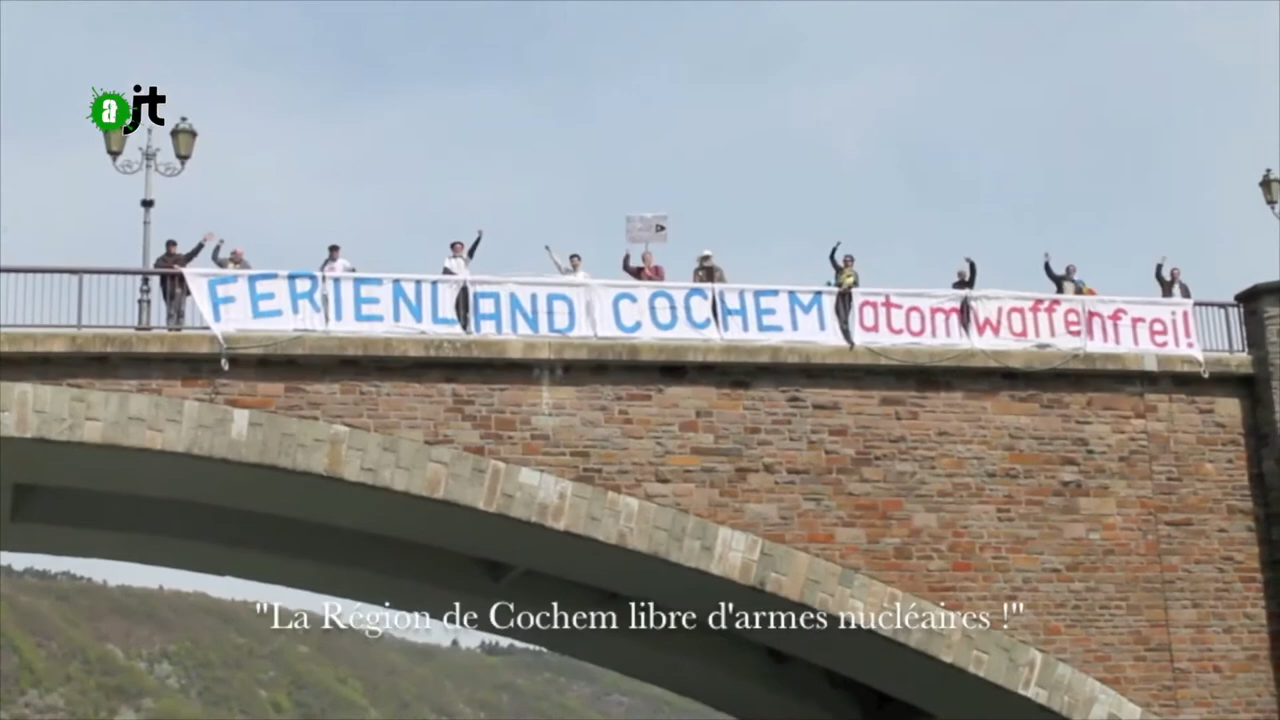 ajt
FERIENLAND COCHEM atomwaffenfrei!
"La Région de Cochem libre d'armes nucléaires !"